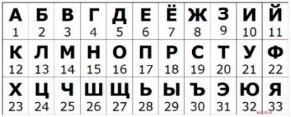 А Б В Г Д Е Ё Ж З И Й
1 2 3 4 5 6 7 8 9 10 11
К Л М Н О П Р С Т У Ф
12 13 14 15 16 17 18 19 20 21 22
Х Ц Ч Ш Щ Ъ Ы Ь Э Ю Я
23 24 25 26 27 28 29 30 31 32 33